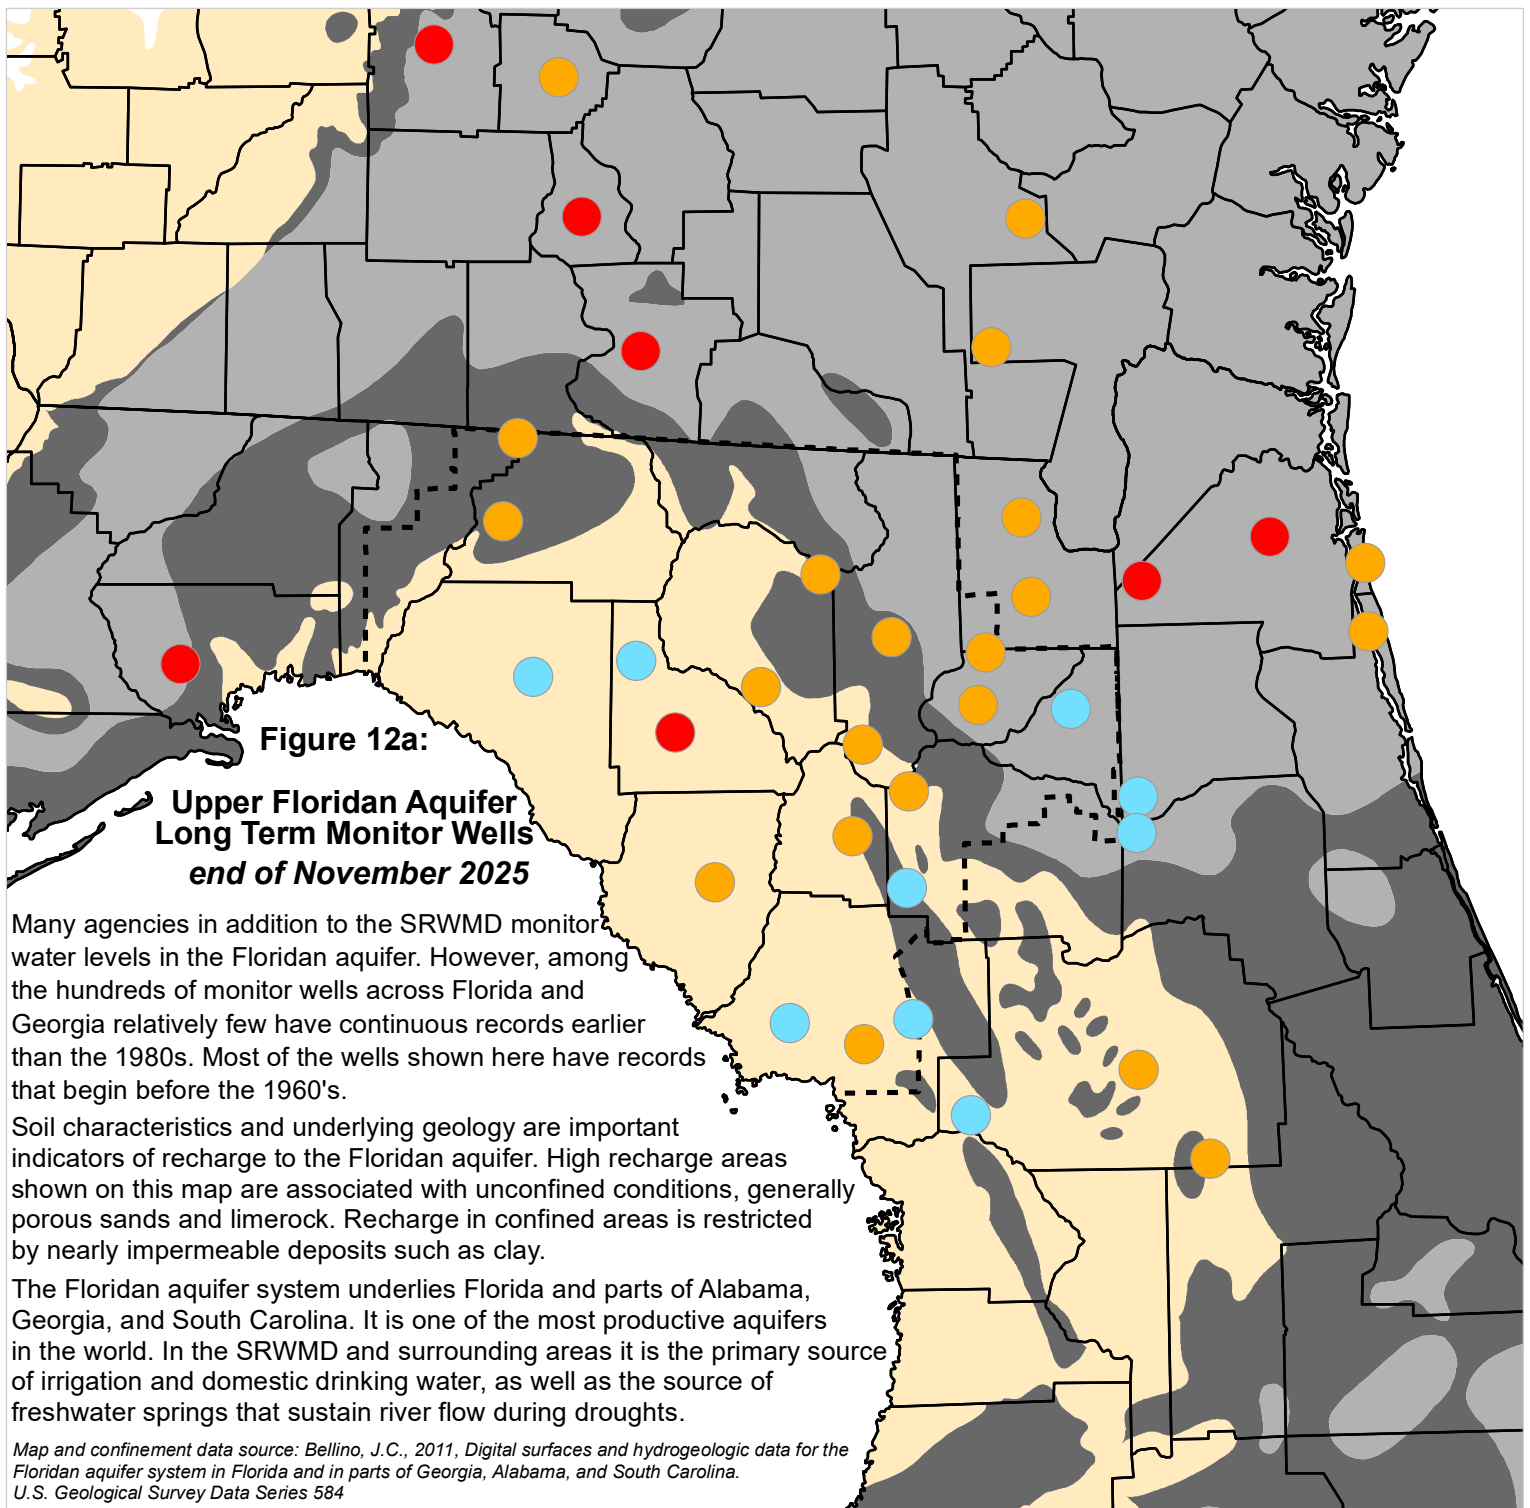 Figure 12a:
Upper Floridan Aquifer
Long Term Monitor Wells
end of November 2025
Many agencies in addition to the SRWMD monitor
water levels in the Floridan aquifer. However, among
the hundreds of monitor wells across Florida and
Georgia relatively few have continuous records earlier
than the 1980s. Most of the wells shown here have records
that begin before the 1960's.
Soil characteristics and underlying geology are important
indicators of recharge to the Floridan aquifer. High recharge areas
shown on this map are associated with unconfined conditions, generally
porous sands and limerock. Recharge in confined areas is restricted
by nearly impermeable deposits such as clay.
The Floridan aquifer system underlies Florida and parts of Alabama,
Georgia, and South Carolina. It is one of the most productive aquifers
in the world. In the SRWMD and surrounding areas it is the primary source
of irrigation and domestic drinking water, as well as the source of
freshwater springs that sustain river flow during droughts.
Map and confinement data source: Bellino, J.C., 2011, Digital surfaces and hydrogeologic data for the
Floridan aquifer system in Florida and in parts of Georgia, Alabama, and South Carolina.
U.S. Geological Survey Data Series 584